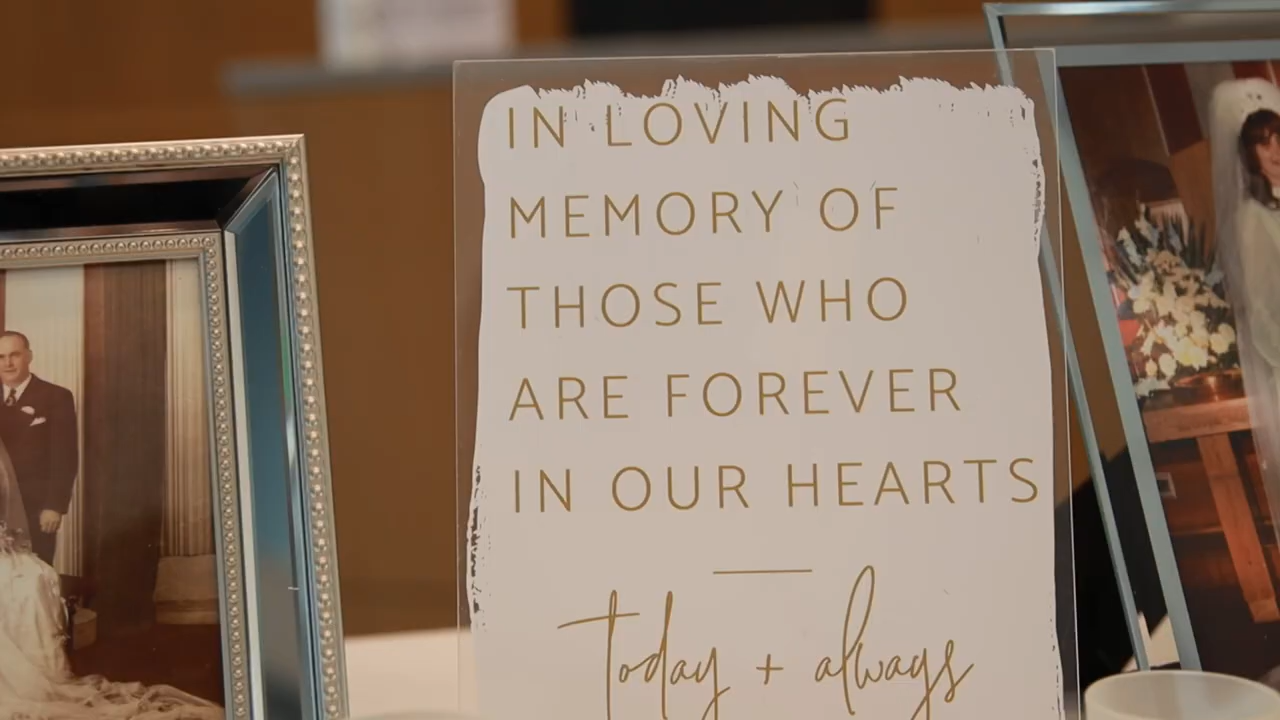 IN LOVING
MEMORY OF
THOSE WHO
ARE FOREVER
IN OUR HEARTS
today + always